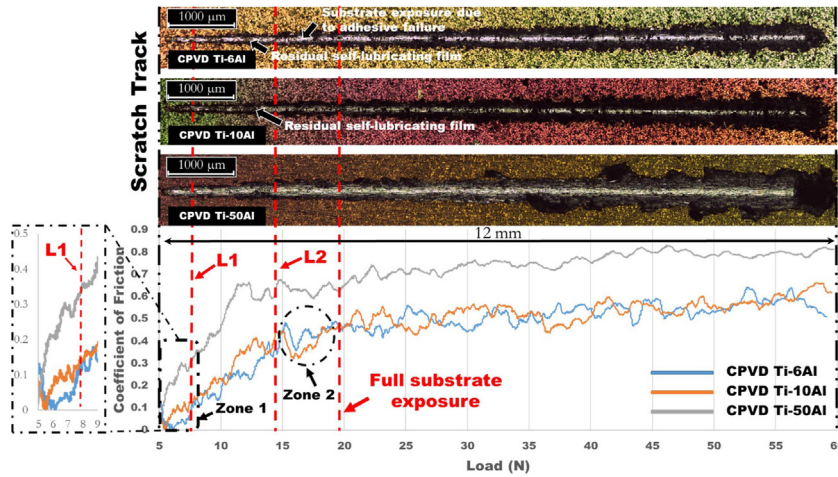 1000 µm
Substrate exposure due
to adhesive failure
CPVD Ti-6Al
Residual self-lubricating film
1000 µm
CPVD Ti-10Al
Residual self-lubricating film
1000 µm
CPVD Ti-50Al
Scratch Track
12 mm
L1
L2
Zone 1
Zone 2
Full substrate
exposure
CPVD Ti-6Al
CPVD Ti-10Al
CPVD Ti-50Al
Coefficient of Friction
0.9
0.8
0.7
0.6
0.5
0.4
0.3
0.2
0.1
0
5 10 15 20 25 30 35 40 45 50 55 60
Load (N)
L1
0.5
0.4
0.3
0.2
0.1
0
5 6 7 8 9